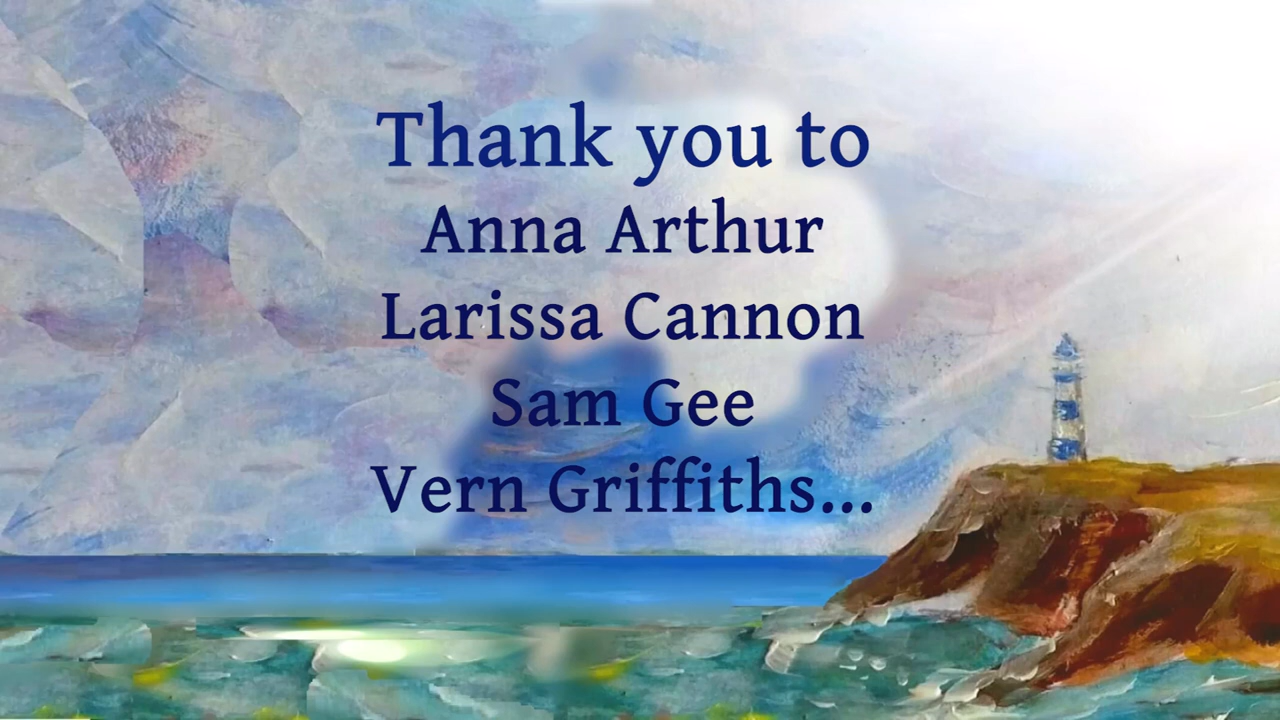 Thank you to
Anna Arthur
Larissa Cannon
Sam Gee
Vern Griffiths...